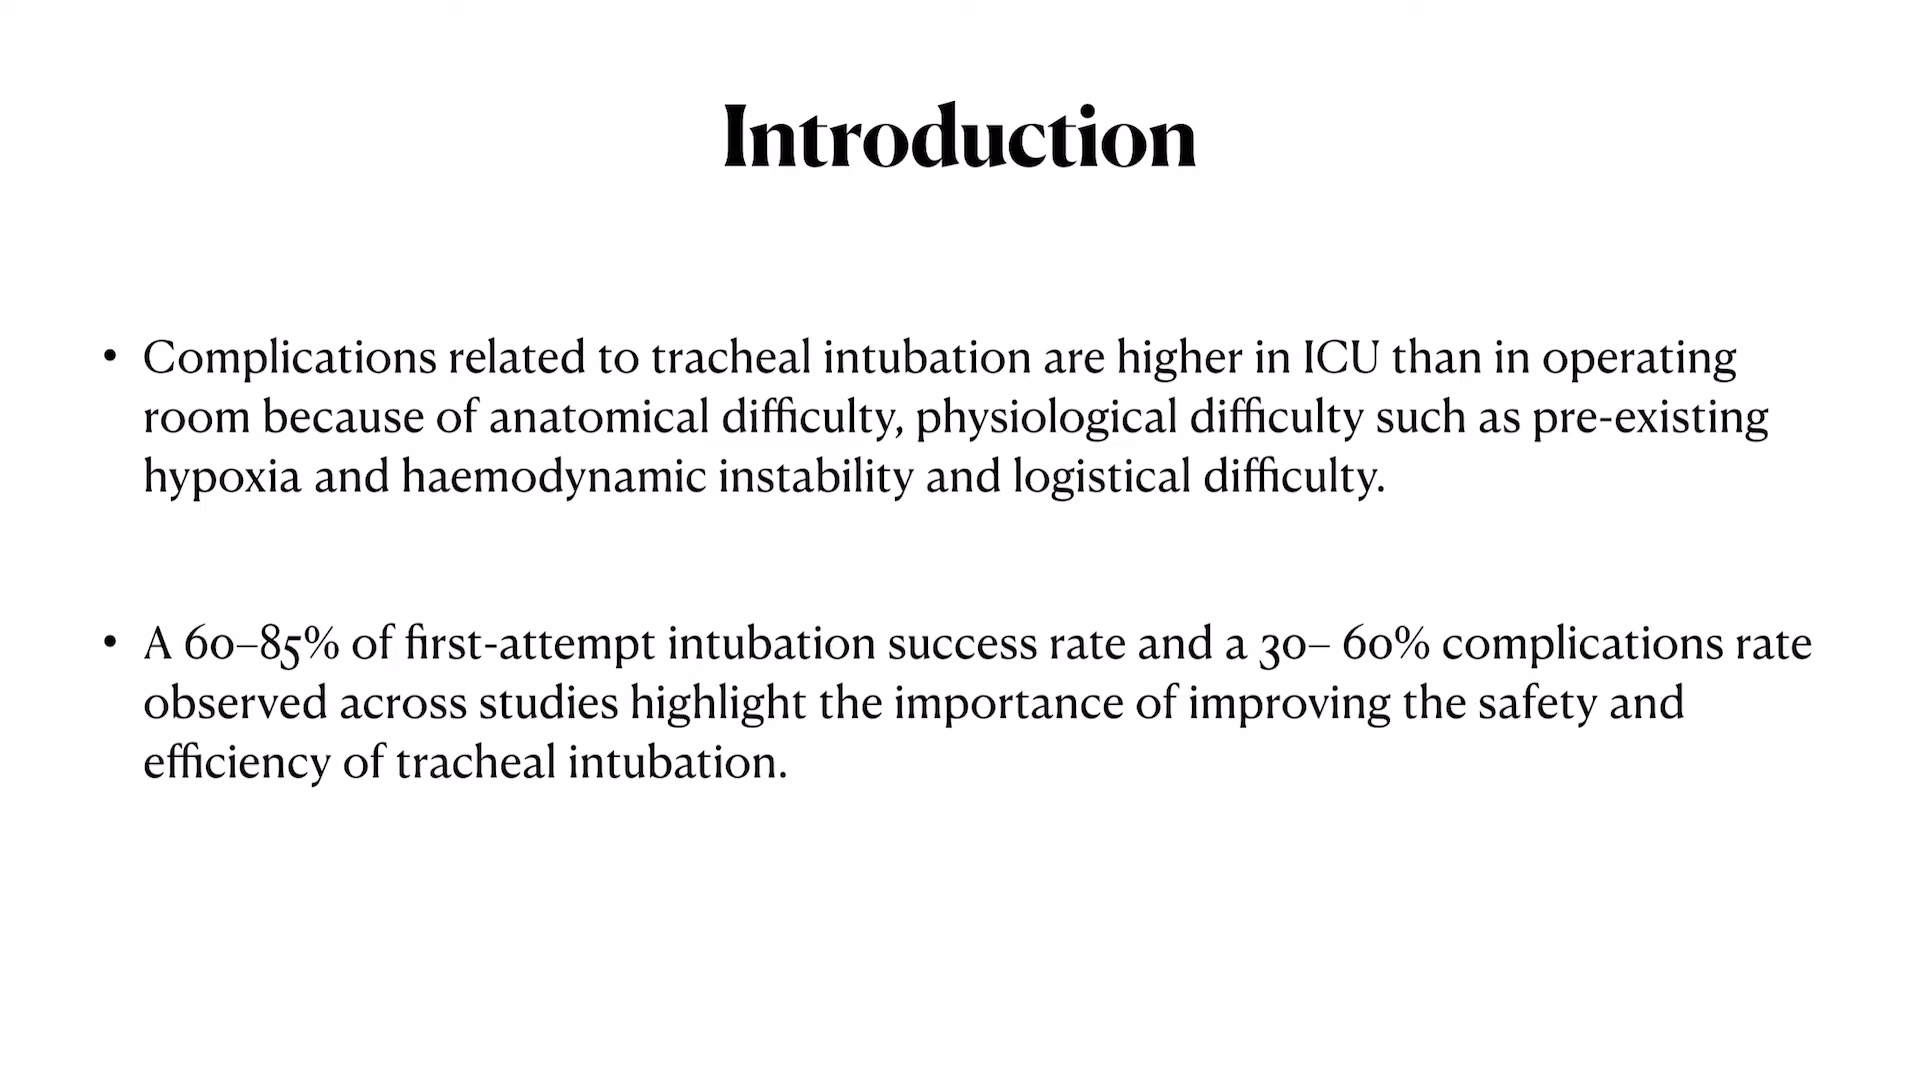 Introduction
• Complications related to tracheal intubation are higher in ICU than in operating
room because of anatomical difficulty, physiological difficulty such as pre-existing
hypoxia and haemodynamic instability and logistical difficulty.
• A 60–85% of first-attempt intubation success rate and a 30– 60% complications rate
observed across studies highlight the importance of improving the safety and
efficiency of tracheal intubation.